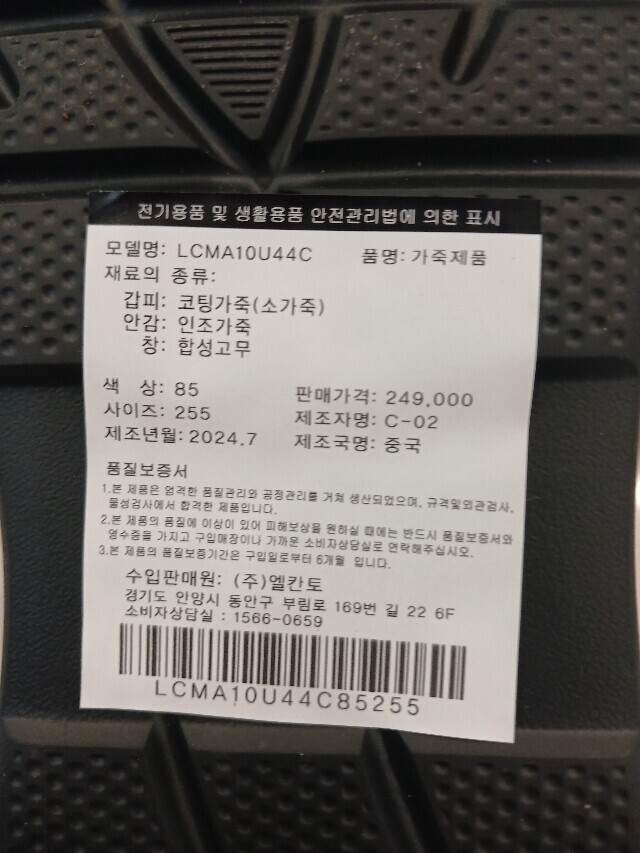 전기용품 및 생활용품 안전관리법에 의한 표시
모델명: LCMA10U44C 품명: 가죽제품
재료의 종류:
갑피: 코팅가죽(소가죽)
안감: 인조가죽
창: 합성고무
색 상: 85 판매가격: 249,000
사이즈: 255 제조자명: C-02
제조년월: 2024.7 제조국명: 중국
품질보증서
1.본 제품은 엄격한 품질관리와 공정관리를 거쳐 생산되었으며, 규격및외관검사,
물성검사에서 합격한 제품입니다.
2.본 제품의 품질에 이상이 있어 피해보상을 원하실 때에는 반드시 품질보증서와
영수증을 가지고 구입매장이나 가까운 소비자상담실로 연락해주십시오.
3.본 제품의 품질보증기간은 구입일로부터 6개월 입니다.
수입판매원: (주)엘칸토
경기도 안양시 동안구 부림로 169번 길 22 6F
소비자상담실 : 1566-0659
LCMA10U44C85255